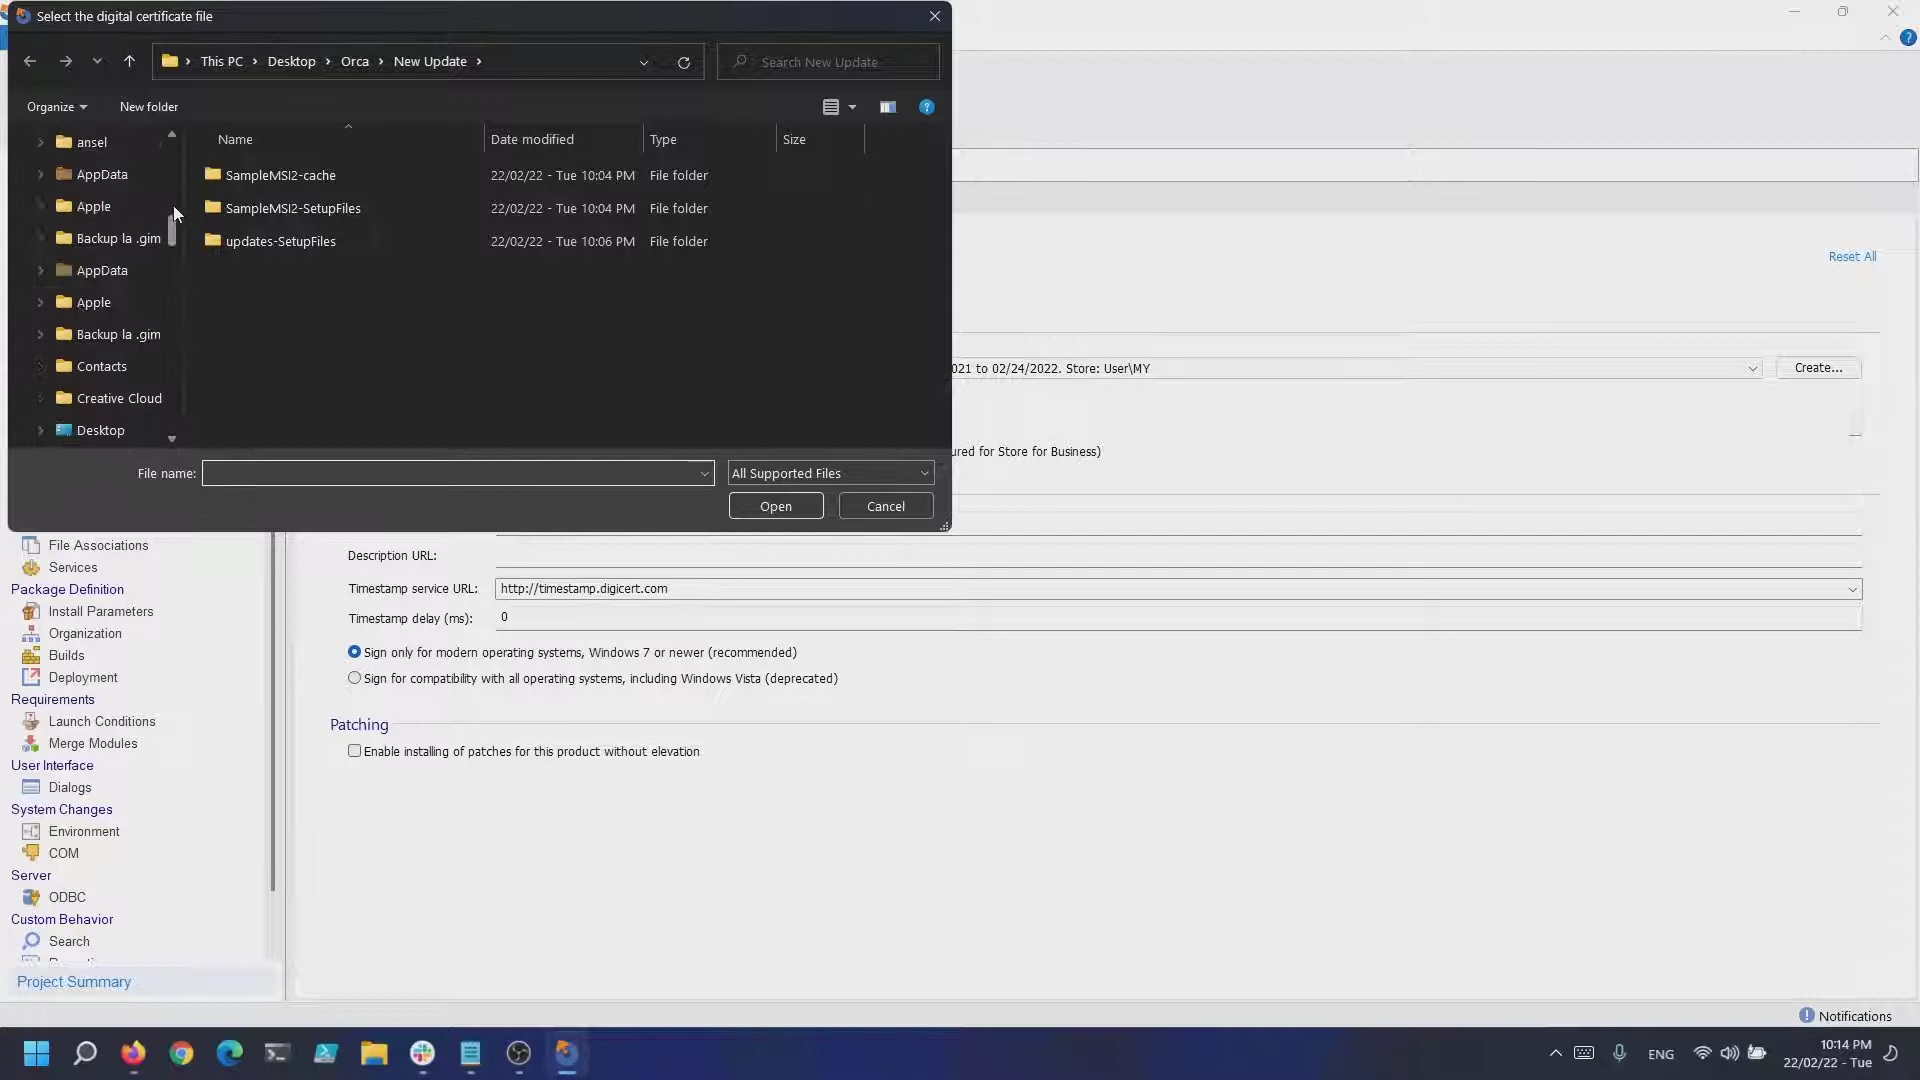 Select the digital certificate file
This PC > Desktop > Orca > New Update >
Search New Update
Organize
New folder
Name
Date modified
Type
Size
ansel
AppData
Apple
Backup la .gim
AppData
Apple
Backup la .gim
Contacts
Creative Cloud
Desktop
SampleMSI2-cache 22/02/22 - Tue 10:04 PM File folder
SampleMSI2-SetupFiles 22/02/22 - Tue 10:04 PM File folder
updates-SetupFiles 22/02/22 - Tue 10:06 PM File folder
File name:
All Supported Files
Open
Cancel
Reset All
021 to 02/24/2022. Store: User\MY
Create...
ured for Store for Business)
File Associations
Services
Package Definition
Install Parameters
Organization
Builds
Deployment
Requirements
Launch Conditions
Merge Modules
User Interface
Dialogs
System Changes
Environment
COM
Server
ODBC
Custom Behavior
Search
Project Summary
Description URL:
Timestamp service URL: http://timestamp.digicert.com
Timestamp delay (ms): 0
Sign only for modern operating systems, Windows 7 or newer (recommended)
Sign for compatibility with all operating systems, including Windows Vista (deprecated)
Patching
Enable installing of patches for this product without elevation
Notifications
ENG
10:14 PM
22/02/22 - Tue